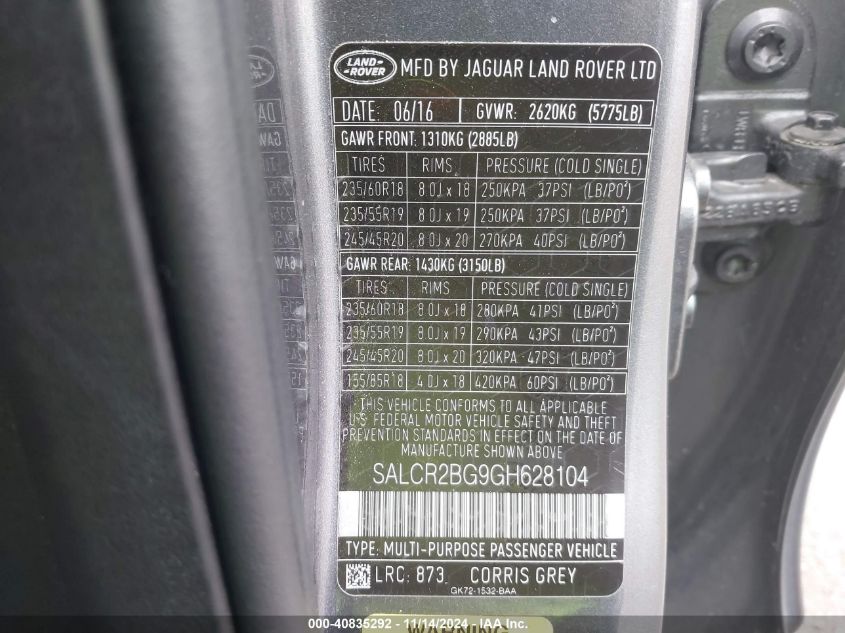 LAND-
-ROVER
MFD BY JAGUAR LAND ROVER LTD
DATE: 06/16 GVWR: 2620KG (5775LB)
GAWR FRONT: 1310KG (2885LB)
TIRES RIMS PRESSURE (COLD SINGLE)
235/60R18 8.0J x 18 250KPA 37PSI (LB/PO²)
235/55R19 8.0J x 19 250KPA 37PSI (LB/PO²)
245/45R20 8.0J x 20 270KPA 40PSI (LB/PO²)
GAWR REAR: 1430KG (3150LB)
TIRES RIMS PRESSURE (COLD SINGLE)
235/60R18 8.0J x 18 280KPA 41PSI (LB/PO²)
235/55R19 8.0J x 19 290KPA 43PSI (LB/PO²)
245/45R20 8.0J x 20 320KPA 47PSI (LB/PO²)
155/85R18 4.0J x 18 420KPA 60PSI (LB/PO²)
THIS VEHICLE CONFORMS TO ALL APPLICABLE
U.S. FEDERAL MOTOR VEHICLE SAFETY AND THEFT
PREVENTION STANDARDS IN EFFECT ON THE DATE OF
MANUFACTURE SHOWN ABOVE
SALCR2BG9GH628104
TYPE: MULTI-PURPOSE PASSENGER VEHICLE
LRC: 873 CORRIS GREY
GK72-1532-BAA
WARNING
110-40835292 - 11/14/2024 - IAA Inc.